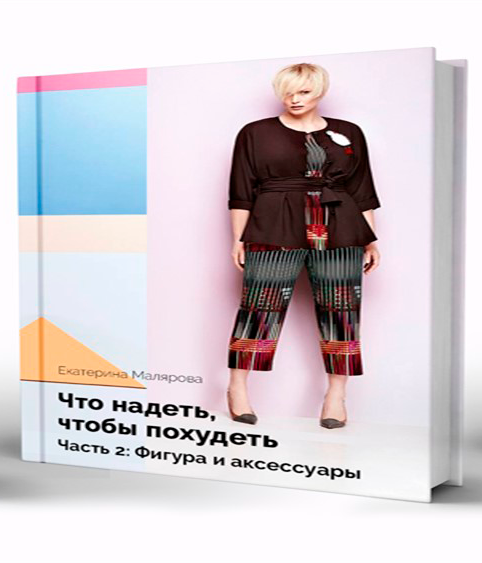 Екатерина Малярова
Что надеть,
чтобы похудеть
Часть 2: Фигура и аксессуары